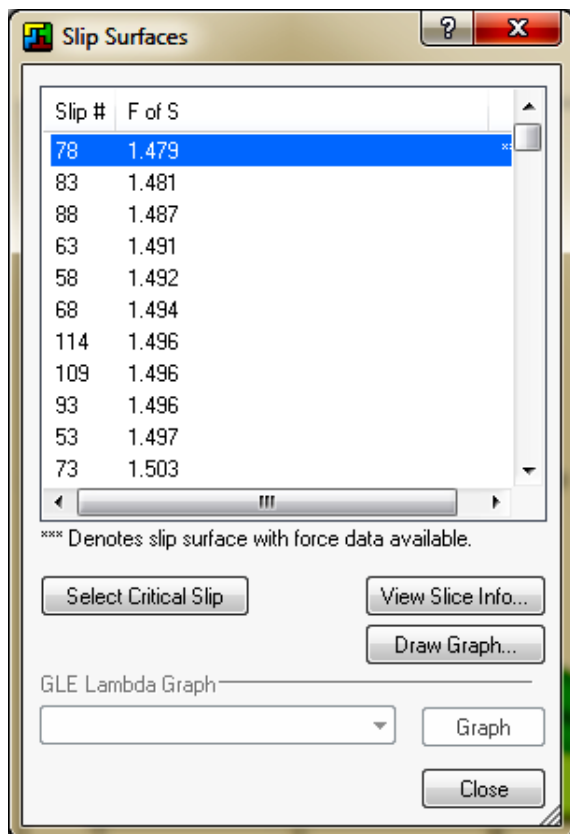 Slip Surfaces
Slip # F of S
78 1.479
83 1.481
88 1.487
63 1.491
58 1.492
68 1.494
114 1.496
109 1.496
93 1.496
53 1.497
73 1.503
*** Denotes slip surface with force data available.
Select Critical Slip View Slice Info...
Draw Graph...
GLE Lambda Graph
Graph
Close